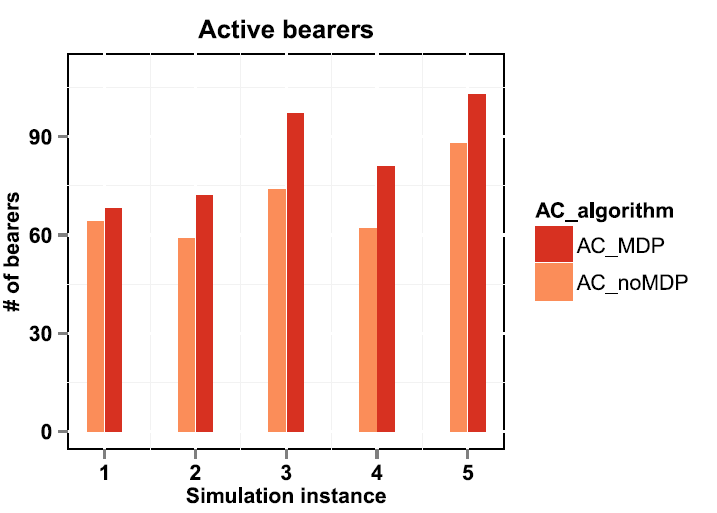 Active bearers
# of bearers
90
60
30
0
1 2 3 4 5
Simulation instance
AC_algorithm
AC_MDP
AC_noMDP